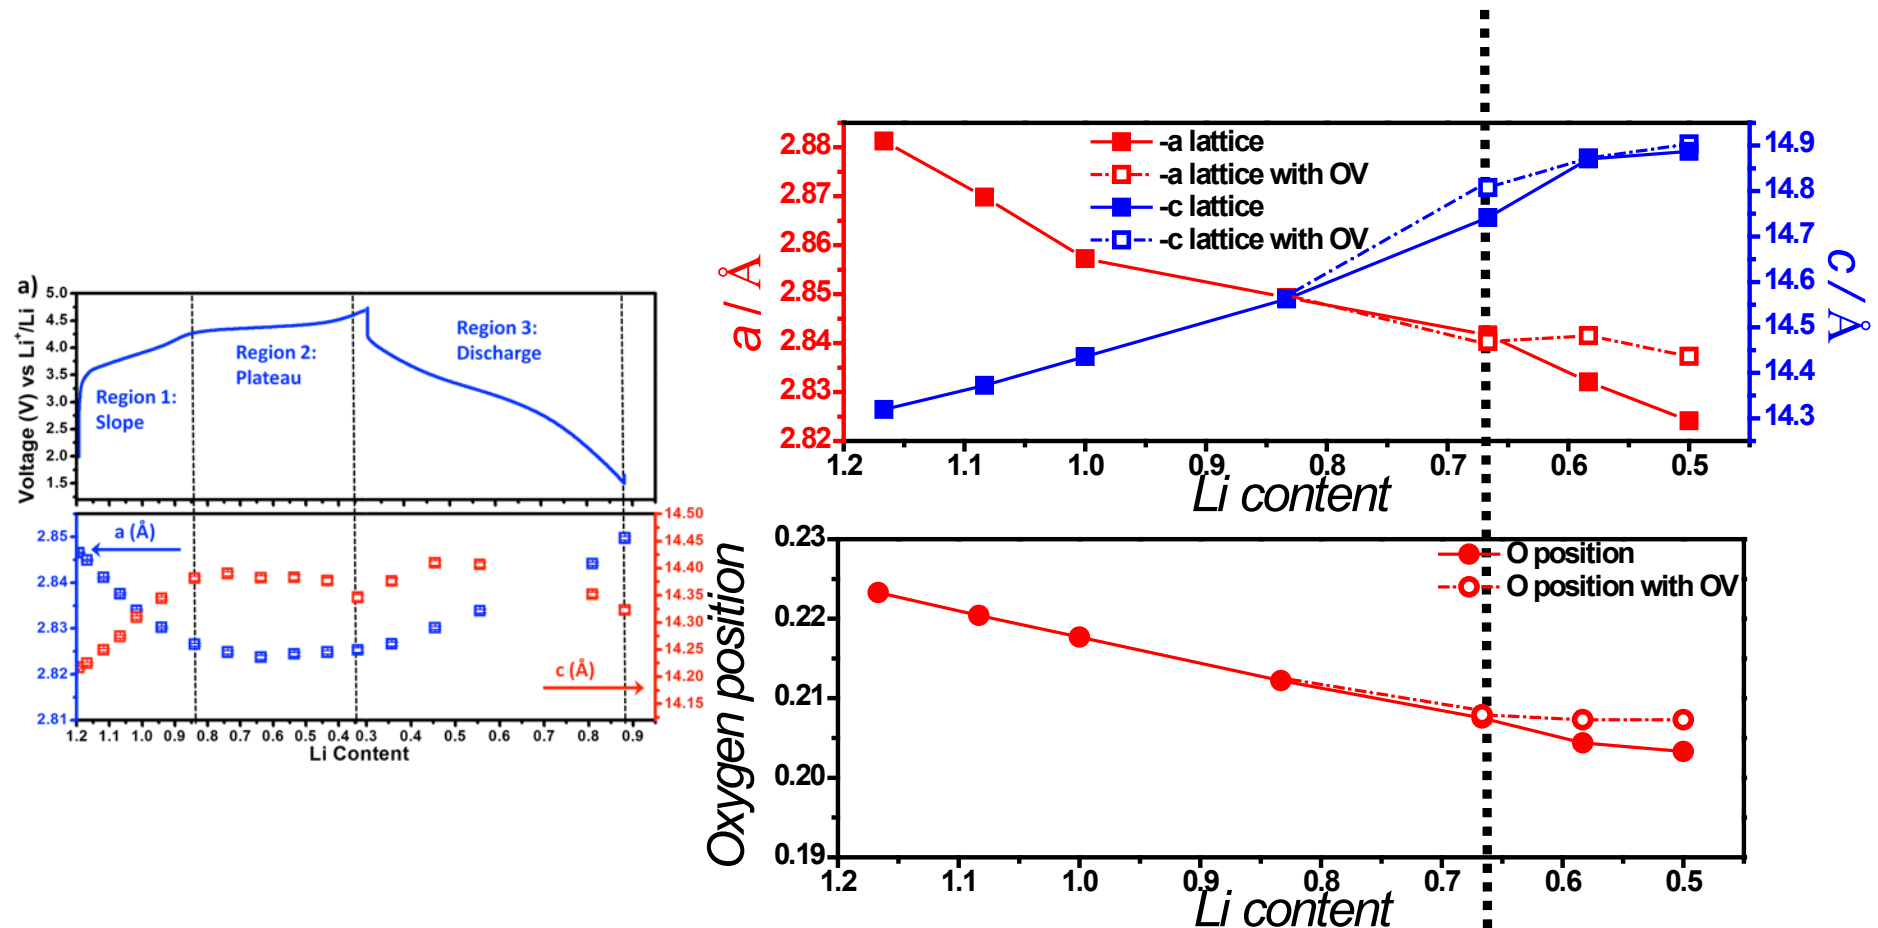 a)
Voltage (V) vs Li⁺/Li
5.0
4.5
4.0
3.5
3.0
2.5
2.0
1.5
Region 1:
Slope
Region 2:
Plateau
Region 3:
Discharge
2.85
2.84
2.83
2.82
2.81
a (Å)
c (Å)
14.50
14.45
14.40
14.35
14.30
14.25
14.20
14.15
1.2 1.1 1.0 0.9 0.8 0.7 0.6 0.5 0.4 0.3 0.4 0.5 0.6 0.7 0.8 0.9
Li Content
a / Å
2.88
2.87
2.86
2.85
2.84
2.83
2.82
-a lattice
-a lattice with OV
-c lattice
-c lattice with OV
14.9
14.8
14.7
14.6
14.5
14.4
14.3
c / Å
1.2 1.1 1.0 0.9 0.8 0.7 0.6 0.5
Li content
Oxygen position
0.23
0.22
0.21
0.20
0.19
O position
O position with OV
1.2 1.1 1.0 0.9 0.8 0.7 0.6 0.5
Li content